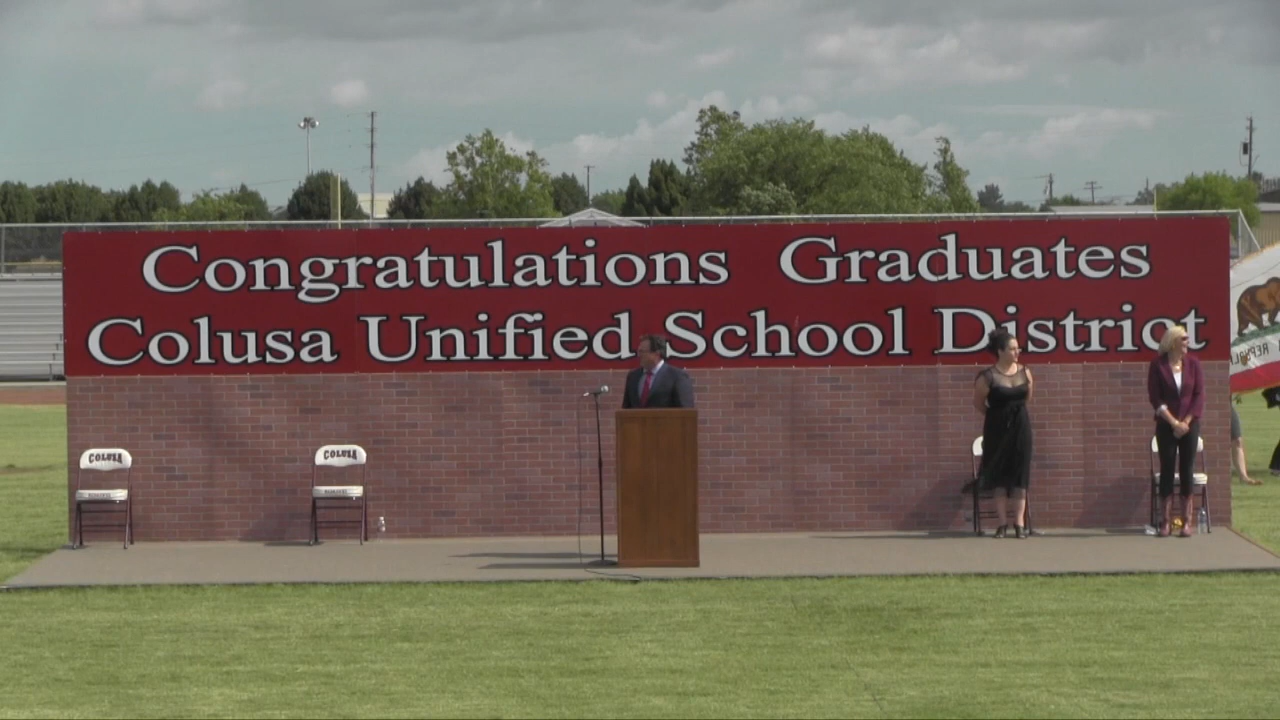 Congratulations Graduates
Colusa Unified School District
COLUSA
COLUSA